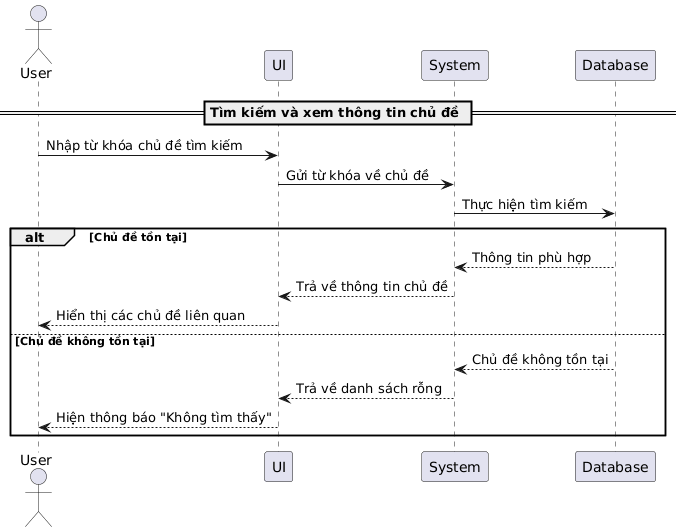 User
UI
System
Database
Tìm kiếm và xem thông tin chủ đề
Nhập từ khóa chủ đề tìm kiếm
Gửi từ khóa về chủ đề
Thực hiện tìm kiếm
alt [Chủ đề tồn tại]
Thông tin phù hợp
Trả về thông tin chủ đề
Hiển thị các chủ đề liên quan
[Chủ đề không tồn tại]
Chủ đề không tồn tại
Trả về danh sách rỗng
Hiện thông báo "Không tìm thấy"
User
UI
System
Database